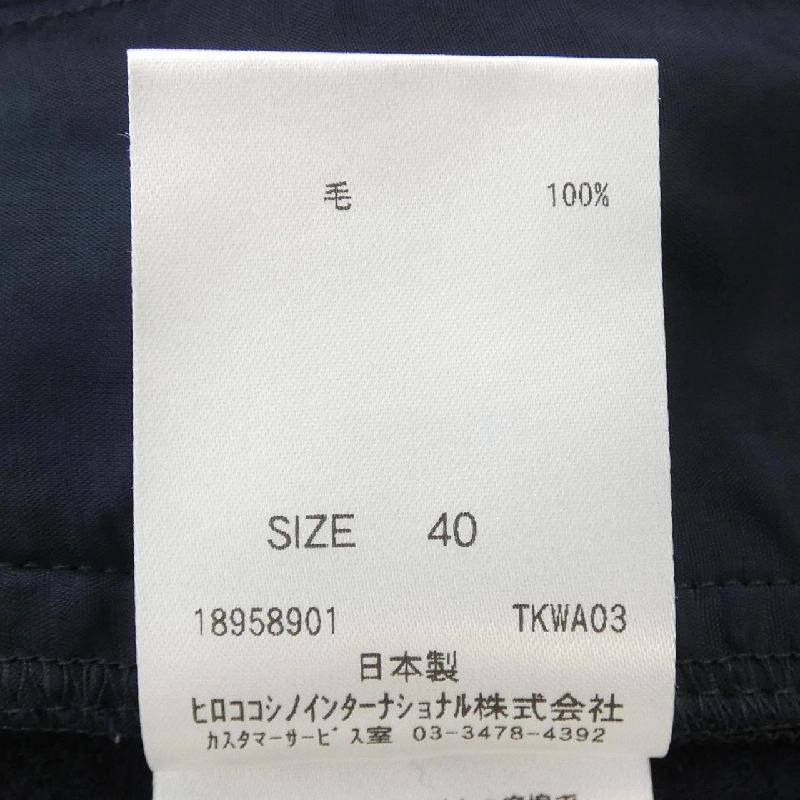 毛 100%
SIZE 40
18958901 TKWA03
日本製
ヒロココシノインターナショナル株式会社
カスタマーサービス室 03-3478-4392